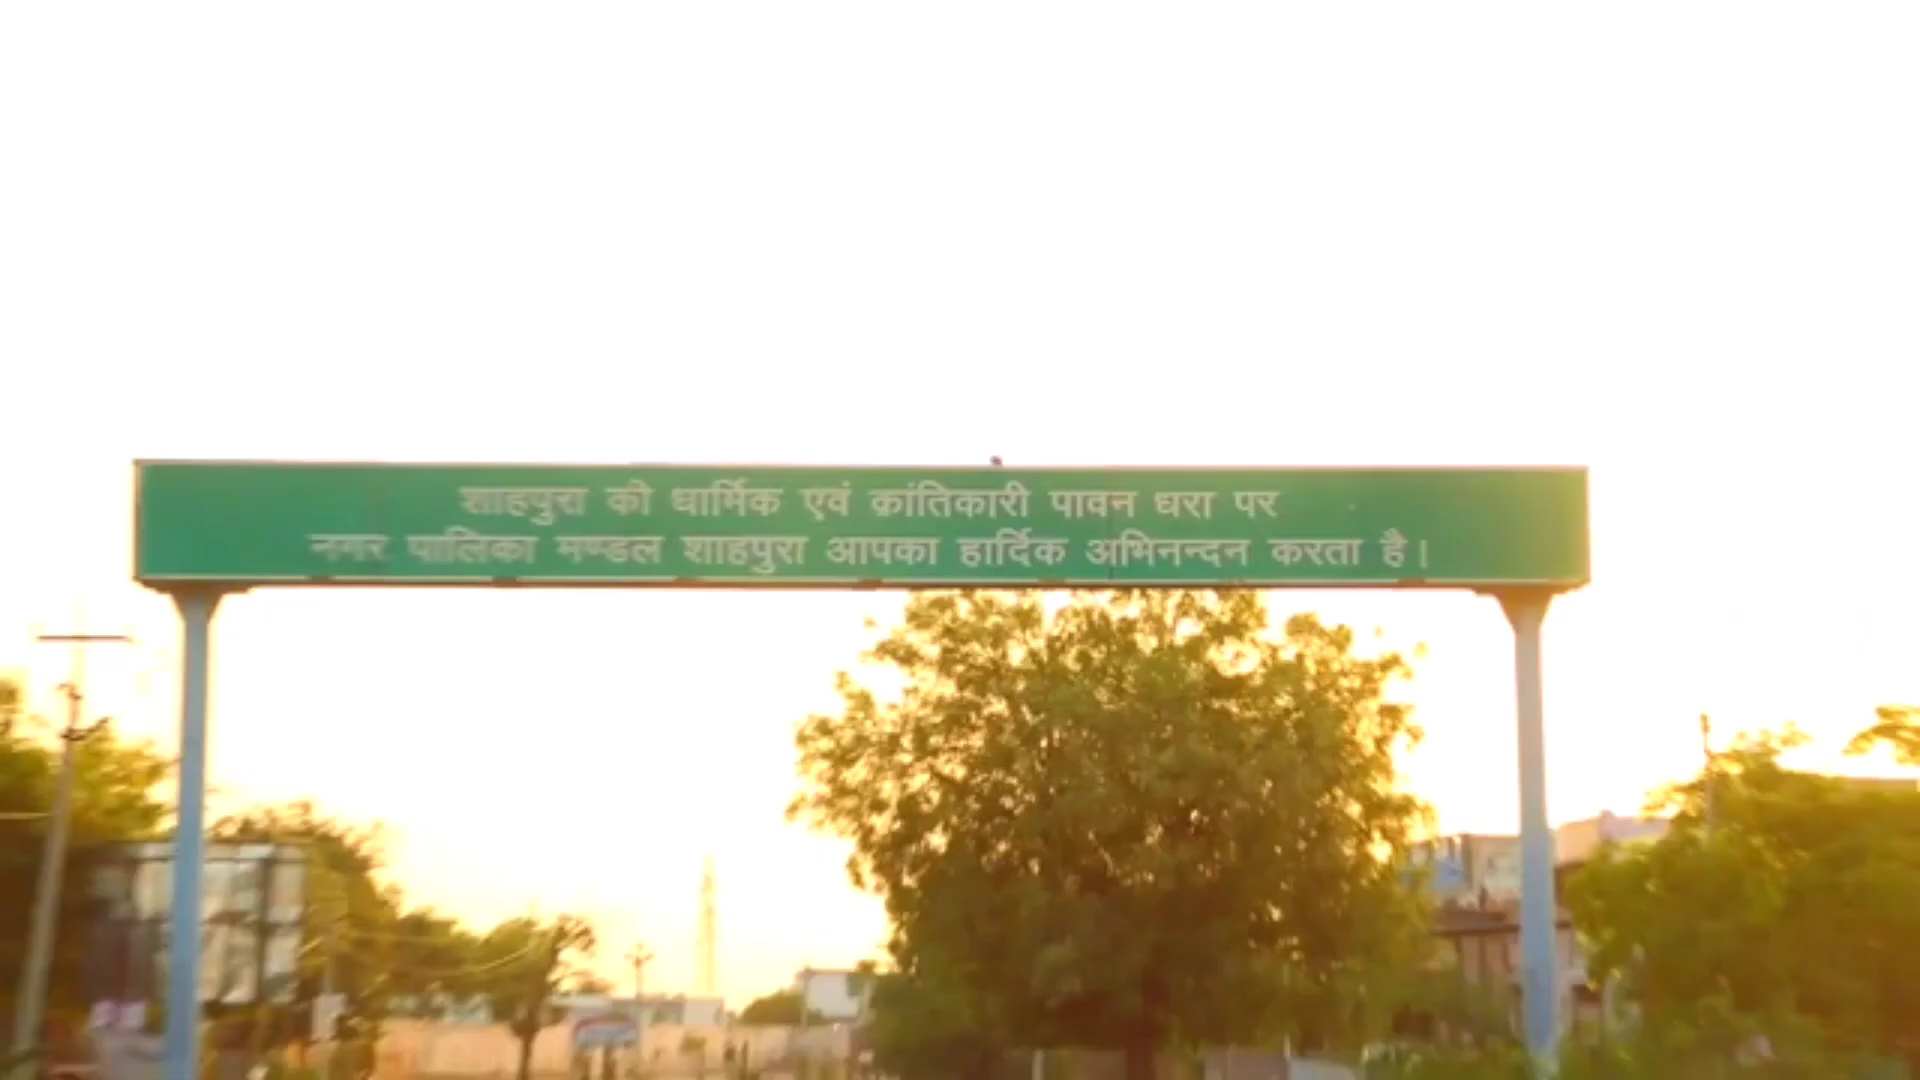 शाहपुरा को धार्मिक एवं क्रांतिकारी पावन धरा पर
नगर पालिका मण्डल शाहपुरा आपका हार्दिक अभिनन्दन करता है।